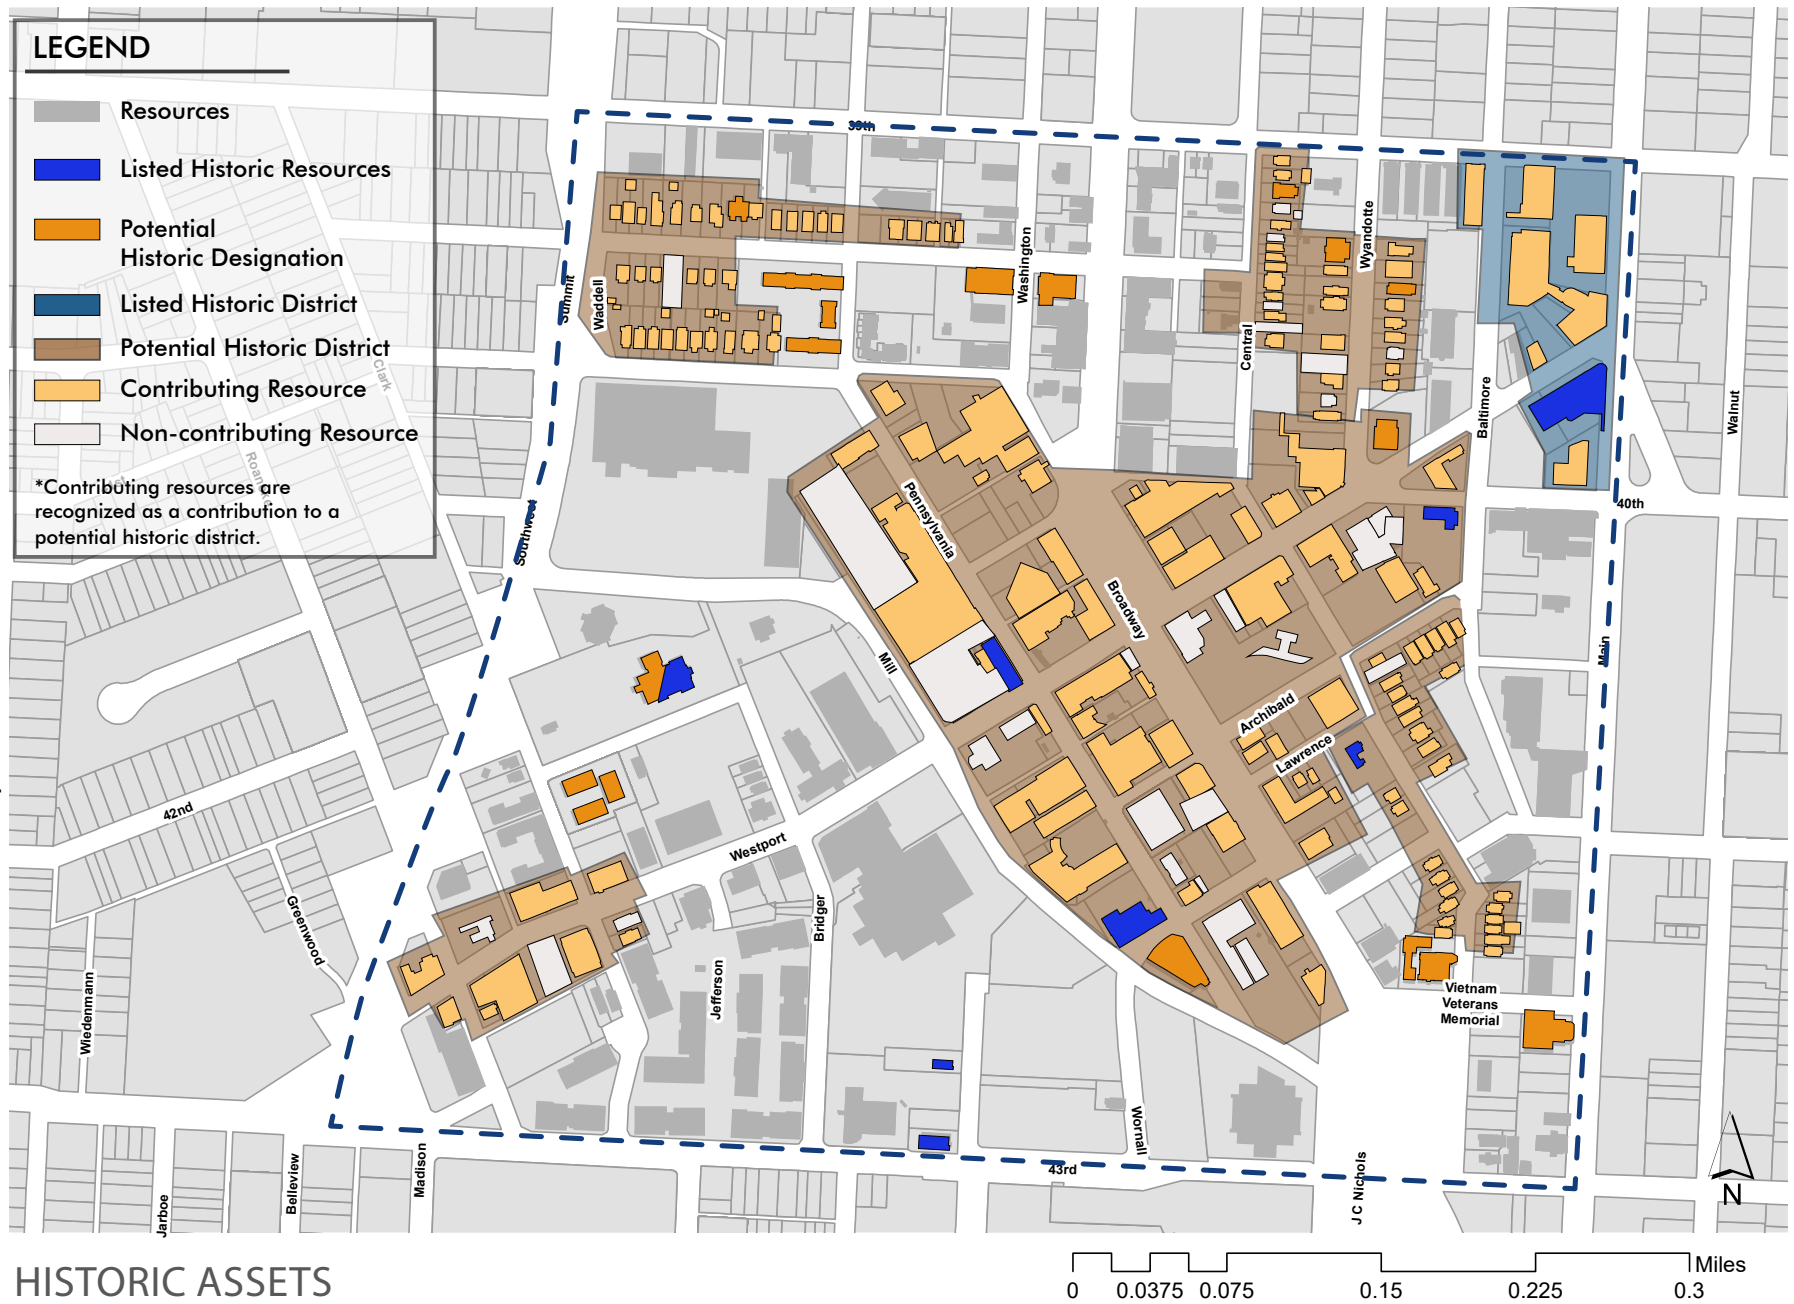 LEGEND
Resources
Listed Historic Resources
Potential
Historic Designation
Listed Historic District
Potential Historic District
Contributing Resource
Non-contributing Resource
*Contributing resources are
recognized as a contribution to a
potential historic district.
39th
Summit
Waddell
Washington
Central
Wyandotte
Baltimore
Walnut
Clark
Southwest
Pennsylvania
Broadway
40th
Main
Mill
Archibald
Lawrence
42nd
Westport
Greenwood
Bridger
Jefferson
Wiedenmann
Vietnam
Veterans
Memorial
Wornall
43rd
J C Nichols
Madison
Belleview
Jarboe
N
HISTORIC ASSETS
Miles
0 0.0375 0.075 0.15 0.225 0.3